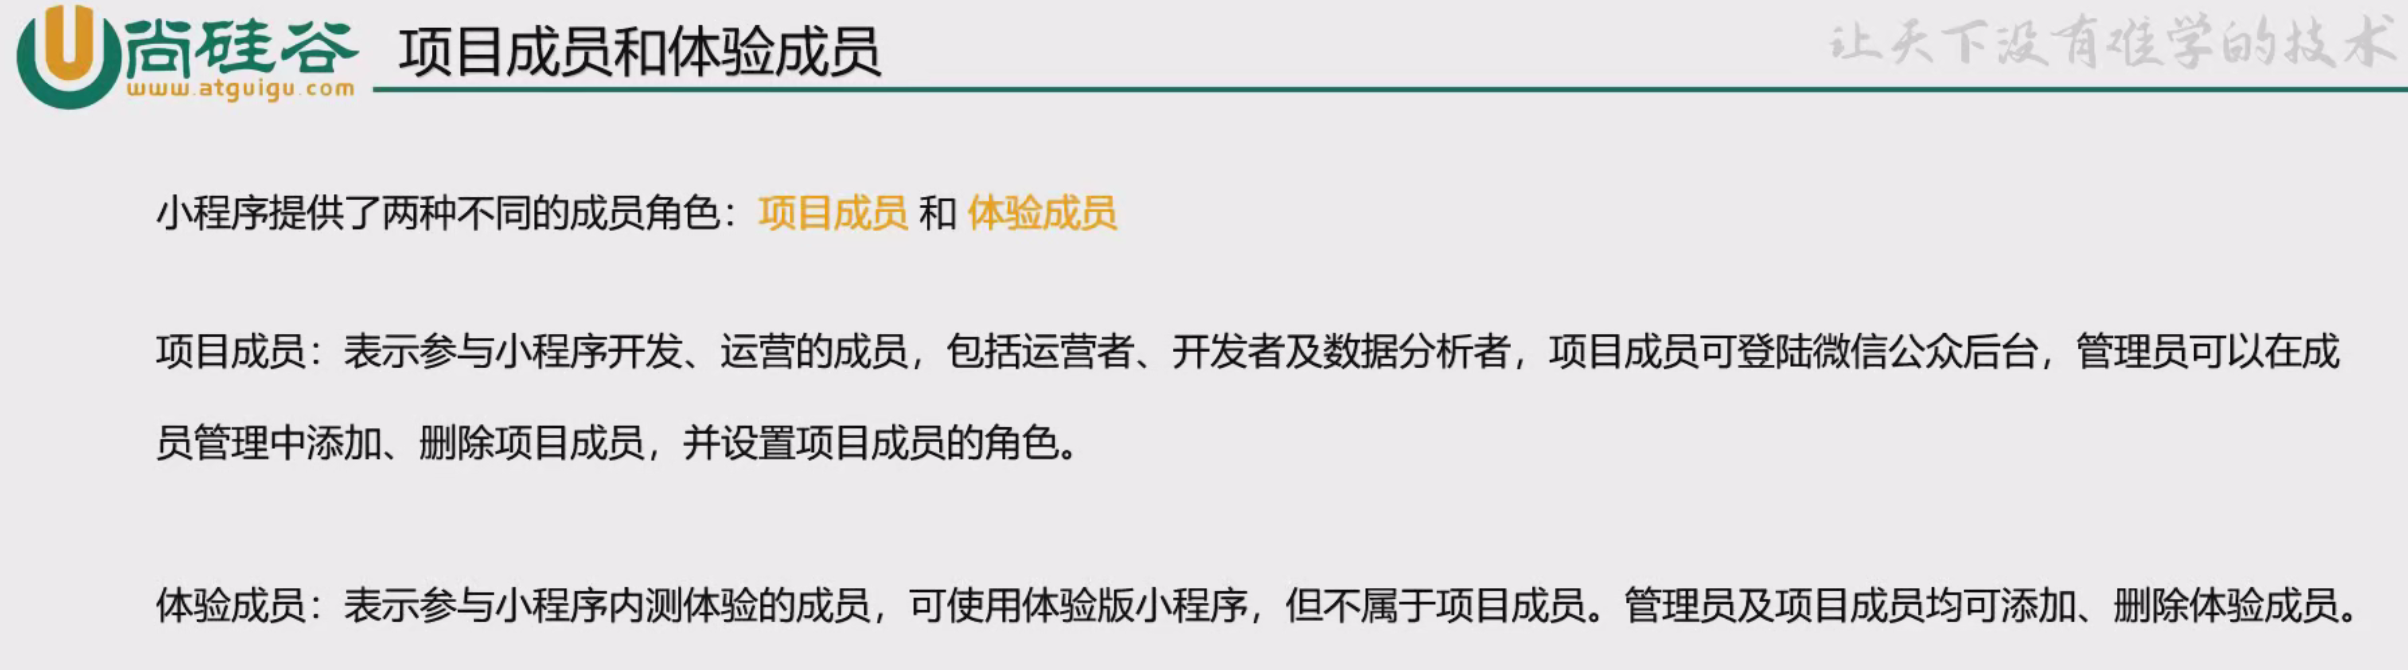 尚硅谷
www.atguigu.com
项目成员和体验成员
让天下没有难学的技术
小程序提供了两种不同的成员角色：项目成员 和 体验成员
项目成员：表示参与小程序开发、运营的成员，包括运营者、开发者及数据分析者，项目成员可登陆微信公众后台，管理员可以在成
员管理中添加、删除项目成员，并设置项目成员的角色。
体验成员：表示参与小程序内测体验的成员，可使用体验版小程序，但不属于项目成员。管理员及项目成员均可添加、删除体验成员。